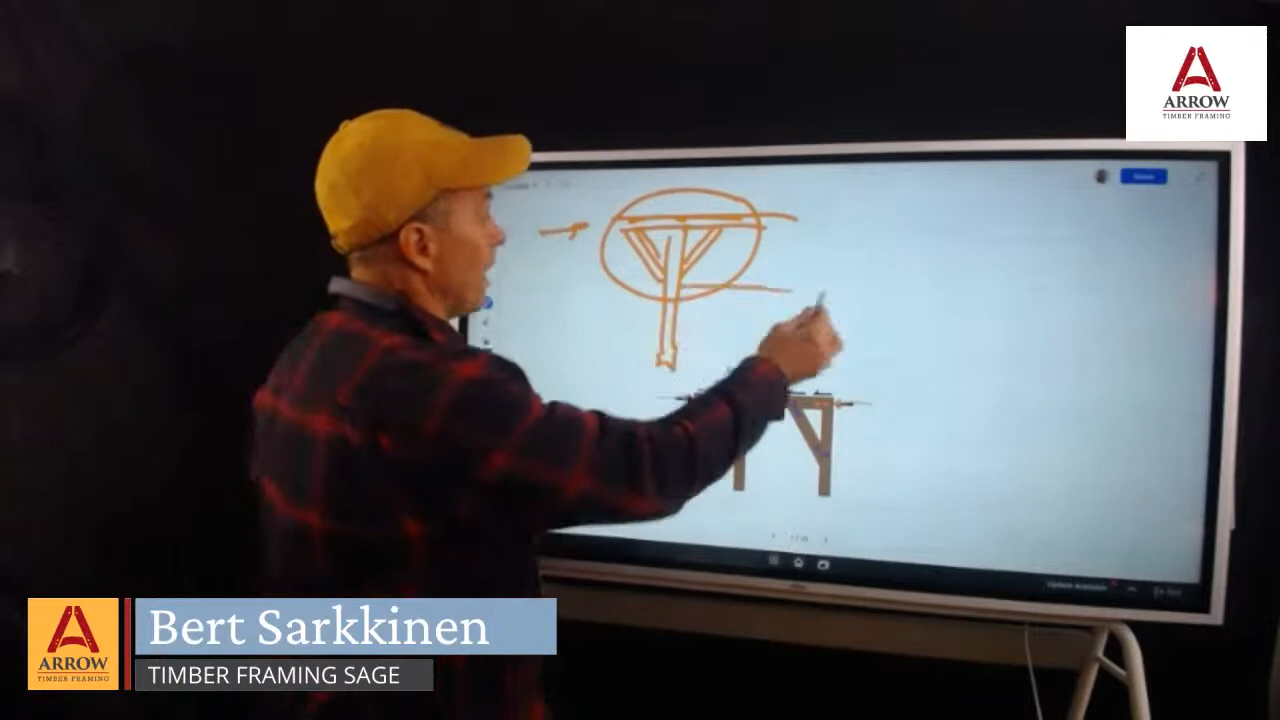 ARROW
TIMBER FRAMING
Bert Sarkkinen
TIMBER FRAMING SAGE
ARROW
TIMBER FRAMING